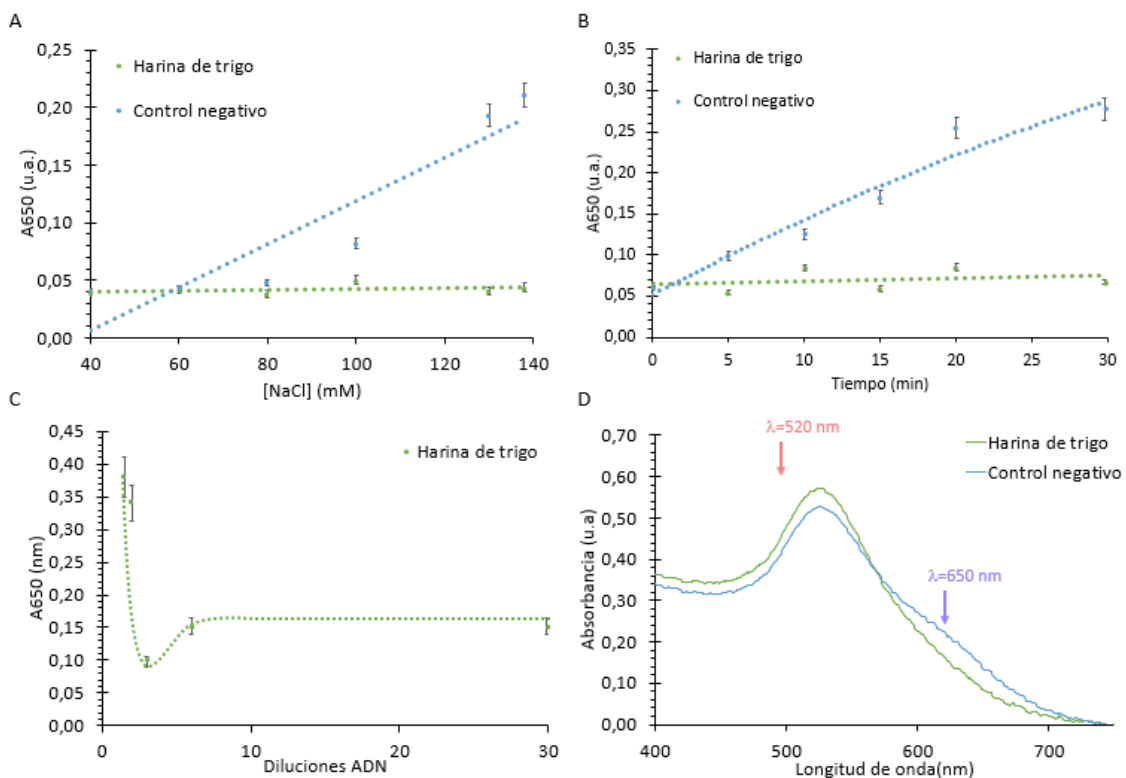 A
0,25
0,20
0,15
0,10
0,05
0,00
A650 (u.a.)
Harina de trigo
Control negativo
40 60 80 100 120 140
[NaCl] (mM)
B
0,35
0,30
0,25
0,20
0,15
0,10
0,05
0,00
A650 (u.a.)
Harina de trigo
Control negativo
0 5 10 15 20 25 30
Tiempo (min)
C
0,45
0,40
0,35
0,30
0,25
0,20
0,15
0,10
0,05
0,00
A650 (nm)
Harina de trigo
0 10 20 30
Diluciones ADN
D
0,70
0,60
0,50
0,40
0,30
0,20
0,10
0,00
Absorbancia (u.a)
λ=520 nm
Harina de trigo
Control negativo
λ=650 nm
400 500 600 700
Longitud de onda(nm)